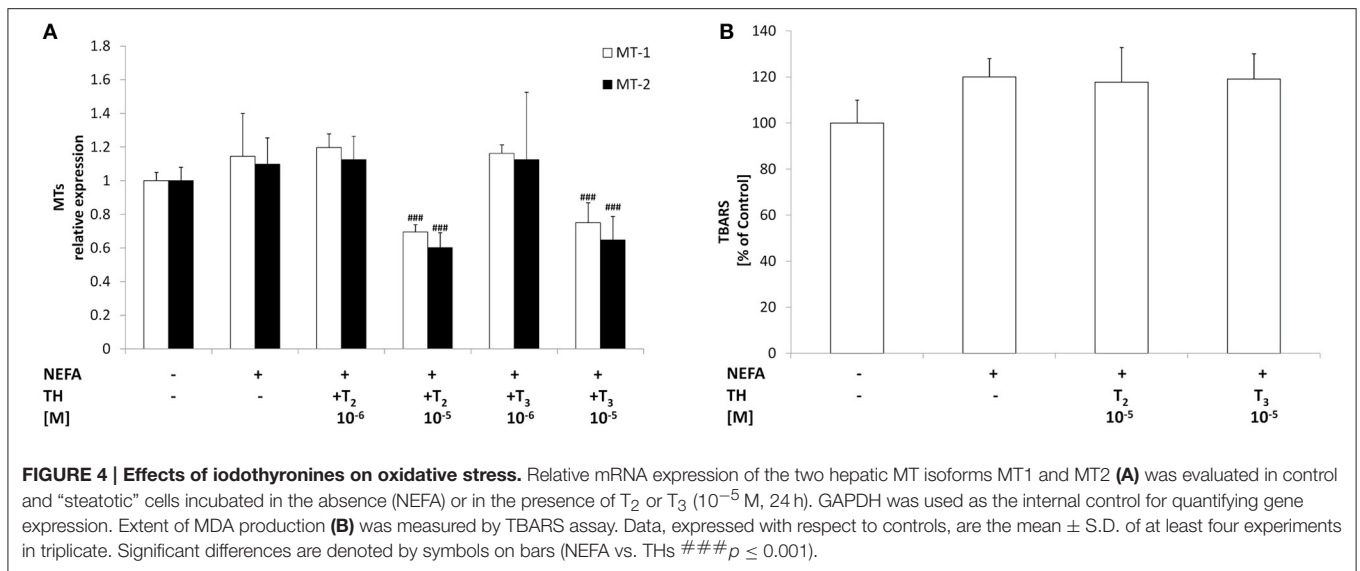 A
1.8
1.6
1.4
1.2
1
0.8
0.6
0.4
0.2
0
MTs
relative expression
MT-1
MT-2
### ###
### ###
NEFA - + + + + +
TH - - +T₂ +T₂ +T₃ +T₃
[M] 10⁻⁶ 10⁻⁵ 10⁻⁶ 10⁻⁵
B
140
120
100
80
60
40
20
0
TBARS
[% of Control]
NEFA - + + +
TH - - T₂ T₃
[M] 10⁻⁵ 10⁻⁵
FIGURE 4 | Effects of iodothyronines on oxidative stress. Relative mRNA expression of the two hepatic MT isoforms MT1 and MT2 (A) was evaluated in control
and “steatotic” cells incubated in the absence (NEFA) or in the presence of T₂ or T₃ (10⁻⁵ M, 24 h). GAPDH was used as the internal control for quantifying gene
expression. Extent of MDA production (B) was measured by TBARS assay. Data, expressed with respect to controls, are the mean ± S.D. of at least four experiments
in triplicate. Significant differences are denoted by symbols on bars (NEFA vs. THs ###p ≤ 0.001).